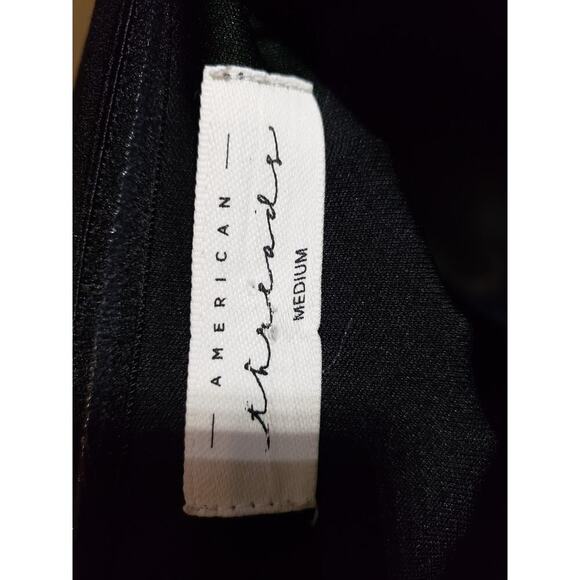 — AMERICAN —
threads
MEDIUM